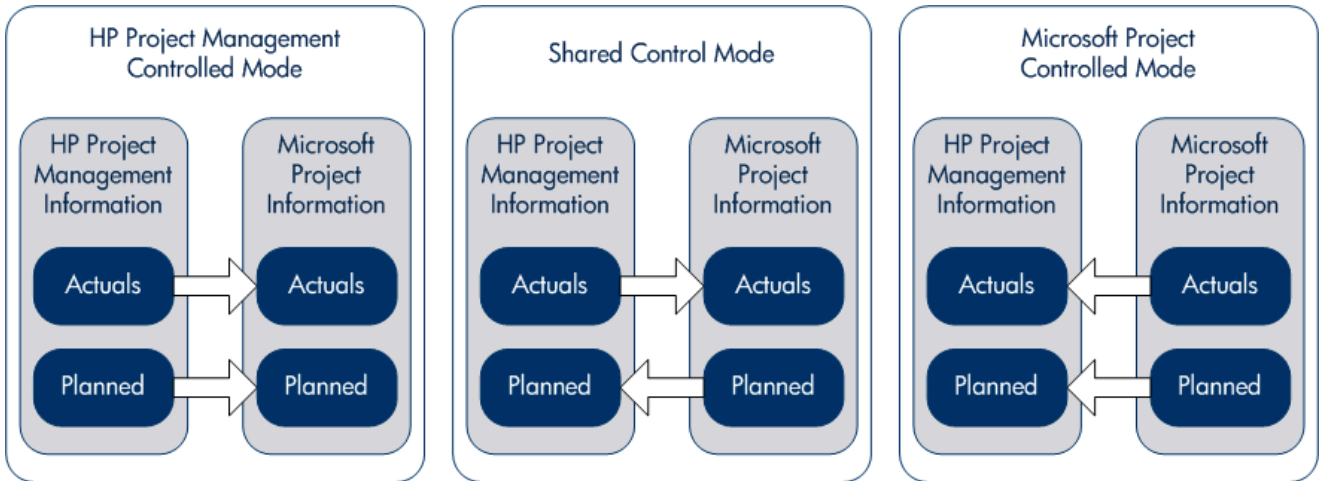 HP Project Management
Controlled Mode
HP Project
Management
Information
Microsoft
Project
Information
Actuals
Actuals
Planned
Planned
Shared Control Mode
HP Project
Management
Information
Microsoft
Project
Information
Actuals
Actuals
Planned
Planned
Microsoft Project
Controlled Mode
HP Project
Management
Information
Microsoft
Project
Information
Actuals
Actuals
Planned
Planned